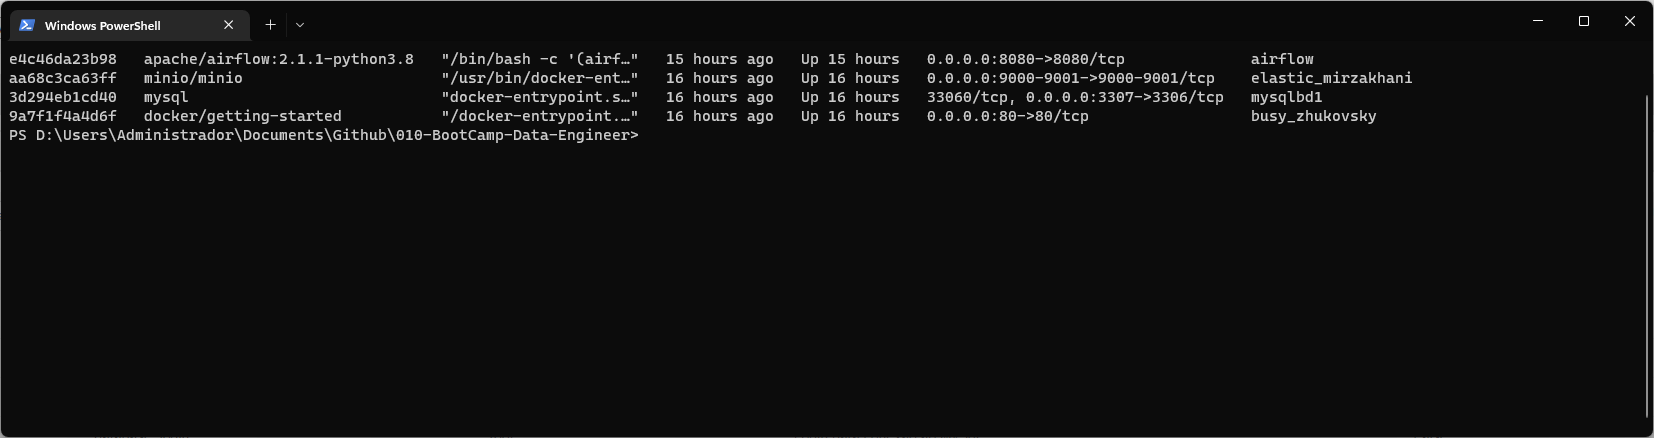 Windows PowerShell
e4c46da23b98 apache/airflow:2.1.1-python3.8 "/bin/bash -c '(airf…" 15 hours ago Up 15 hours 0.0.0.0:8080->8080/tcp airflow
aa68c3ca63ff minio/minio "/usr/bin/docker-ent…" 16 hours ago Up 16 hours 0.0.0.0:9000-9001->9000-9001/tcp elastic_mirzakhani
3d294eb1cd40 mysql "docker-entrypoint.s…" 16 hours ago Up 16 hours 33060/tcp, 0.0.0.0:3307->3306/tcp mysqlbd1
9a7f1f4a4d6f docker/getting-started "/docker-entrypoint.…" 16 hours ago Up 16 hours 0.0.0.0:80->80/tcp busy_zhukovsky
PS D:\Users\Administrador\Documents\Github\010-BootCamp-Data-Engineer>